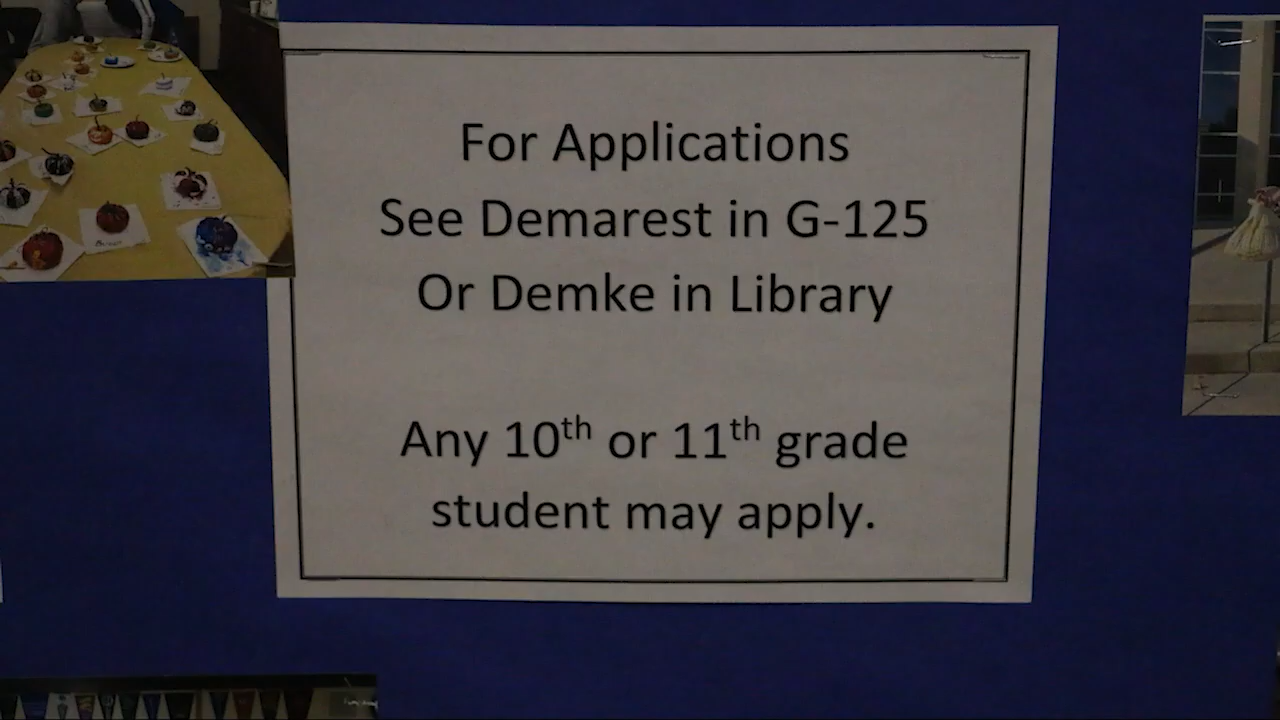 For Applications
See Demarest in G-125
Or Demke in Library
Any 10th or 11th grade
student may apply.